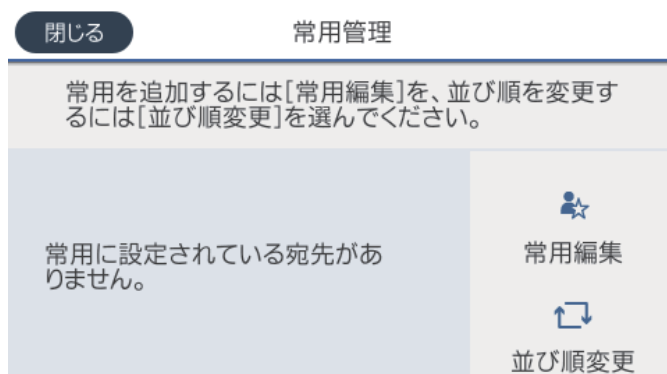 閉じる
常用管理
常用を追加するには[常用編集]を、並び順を変更す
るには[並び順変更]を選んでください。
常用に設定されている宛先があ
りません。
常用編集
並び順変更